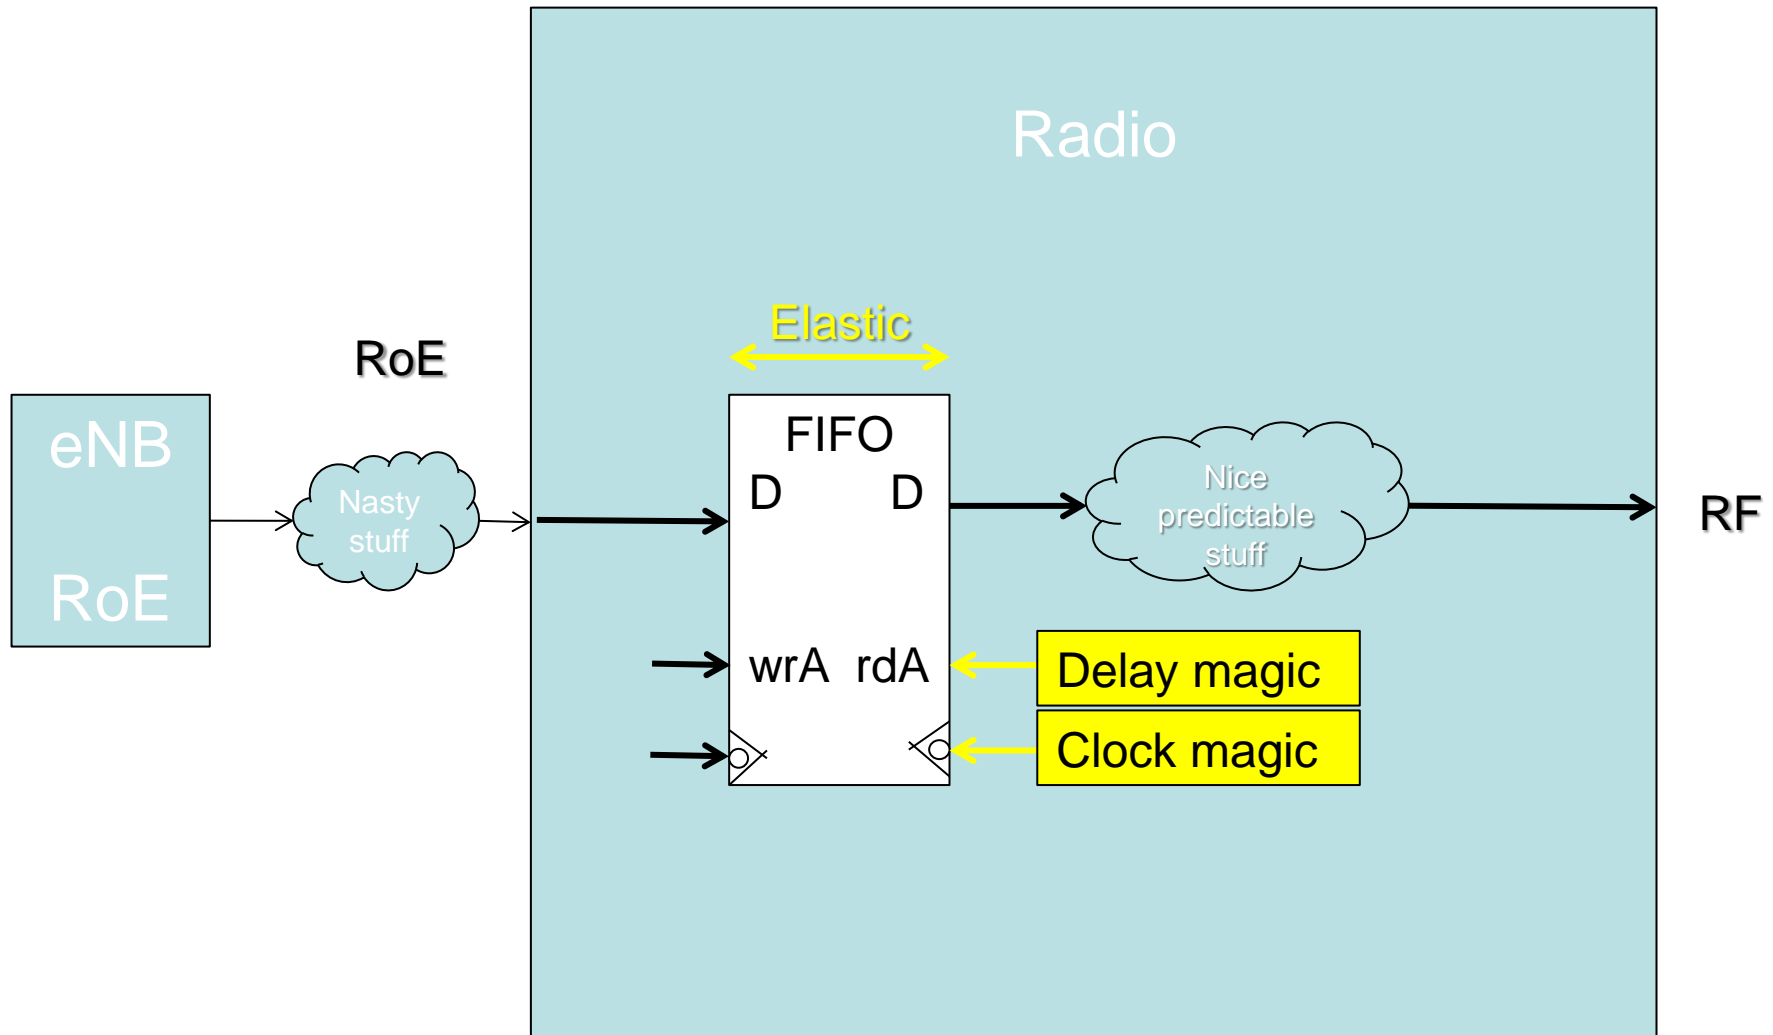 Radio
Elastic
RoE
eNB
RoE
Nasty
stuff
FIFO
D D
wrA rdA
Nice
predictable
stuff
RF
Delay magic
Clock magic